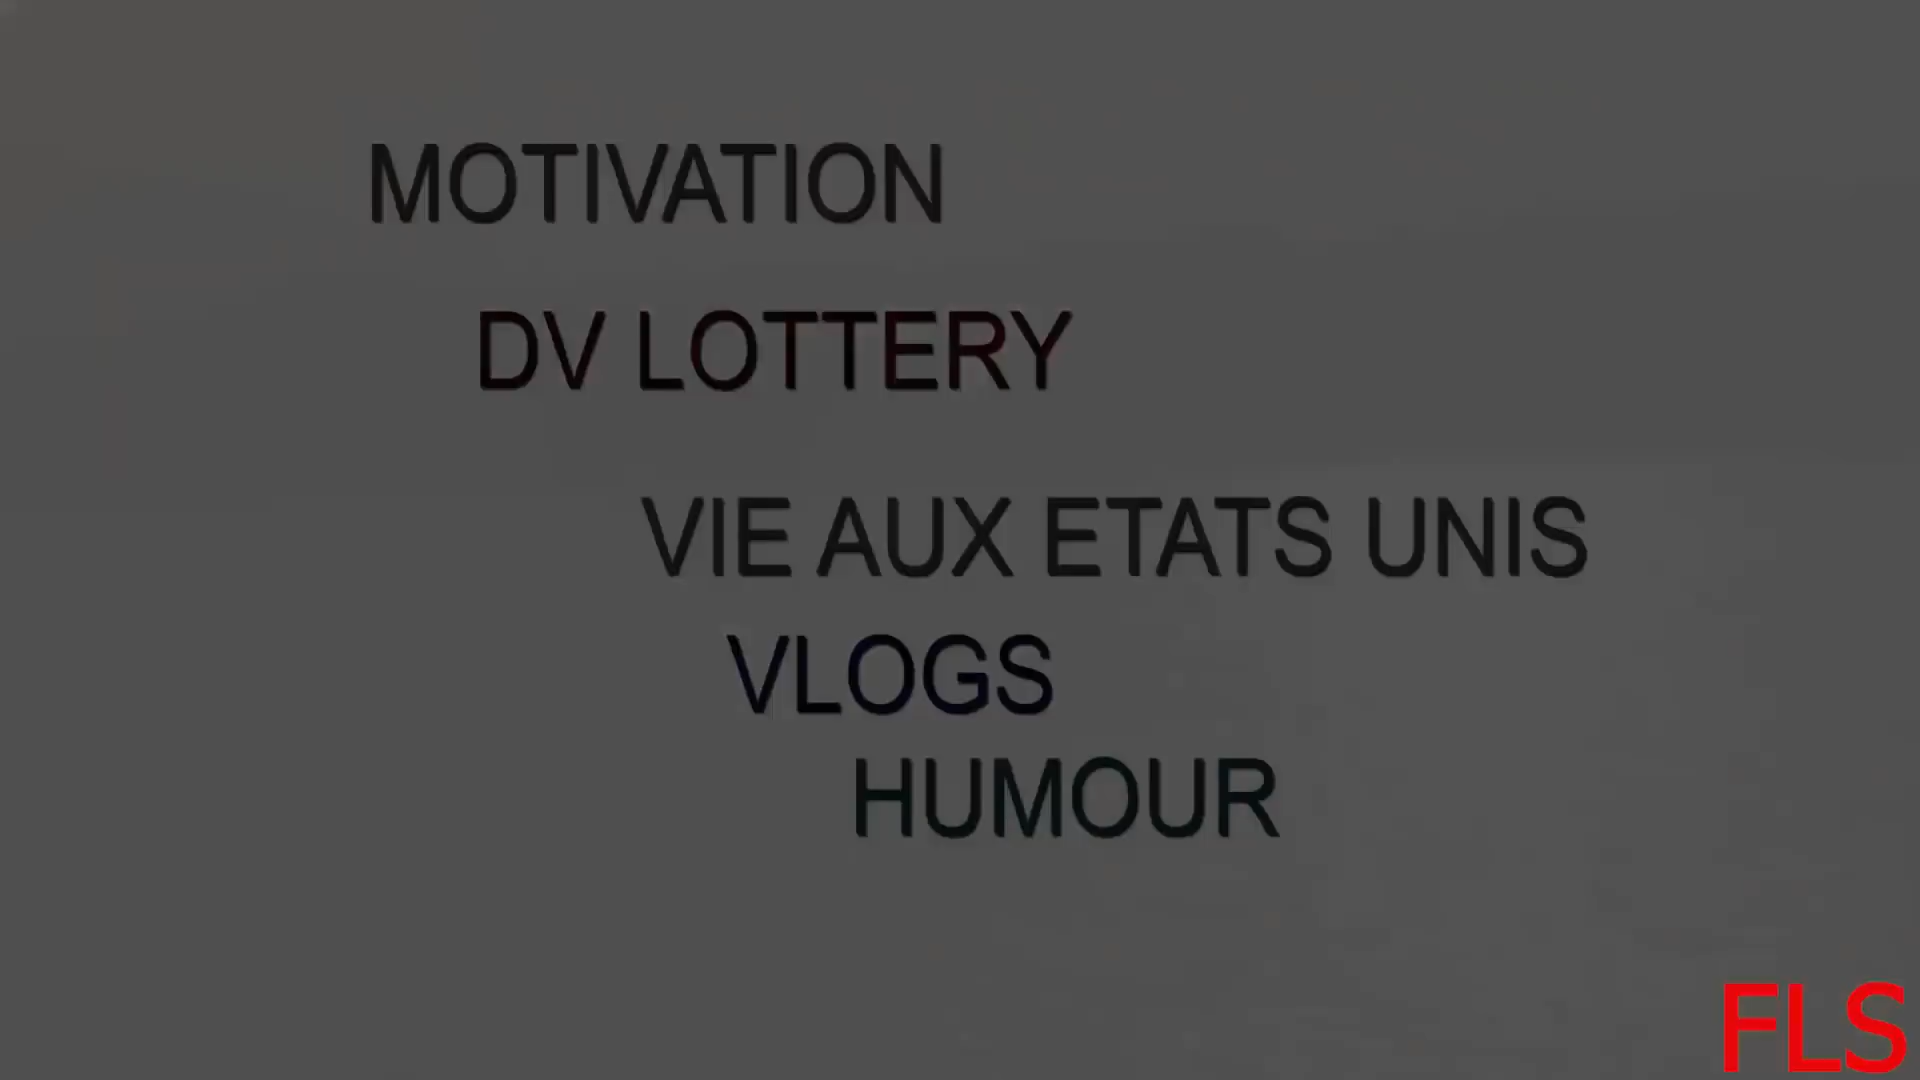 MOTIVATION
DV LOTTERY
VIE AUX ETATS UNIS
VLOGS
HUMOUR
FLS